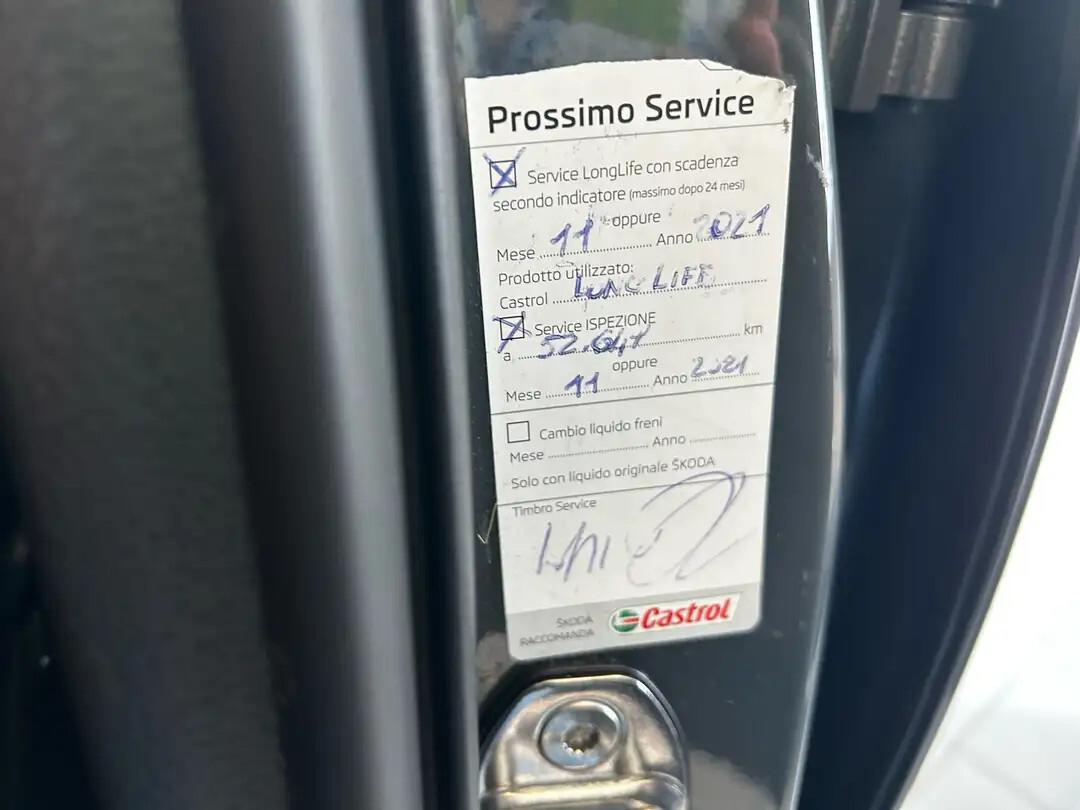 Prossimo Service
Service LongLife con scadenza
secondo indicatore (massimo dopo 24 mesi)
oppure
Mese 11 Anno 2021
Prodotto utilizzato:
Castrol LONG LIFE
Service ISPEZIONE
a km
oppure
Mese 11 Anno 2021
Cambio liquido freni
Mese Anno
Solo con liquido originale ŠKODA
Timbro Service
ŠKODA
RACCOMANDA
Castrol